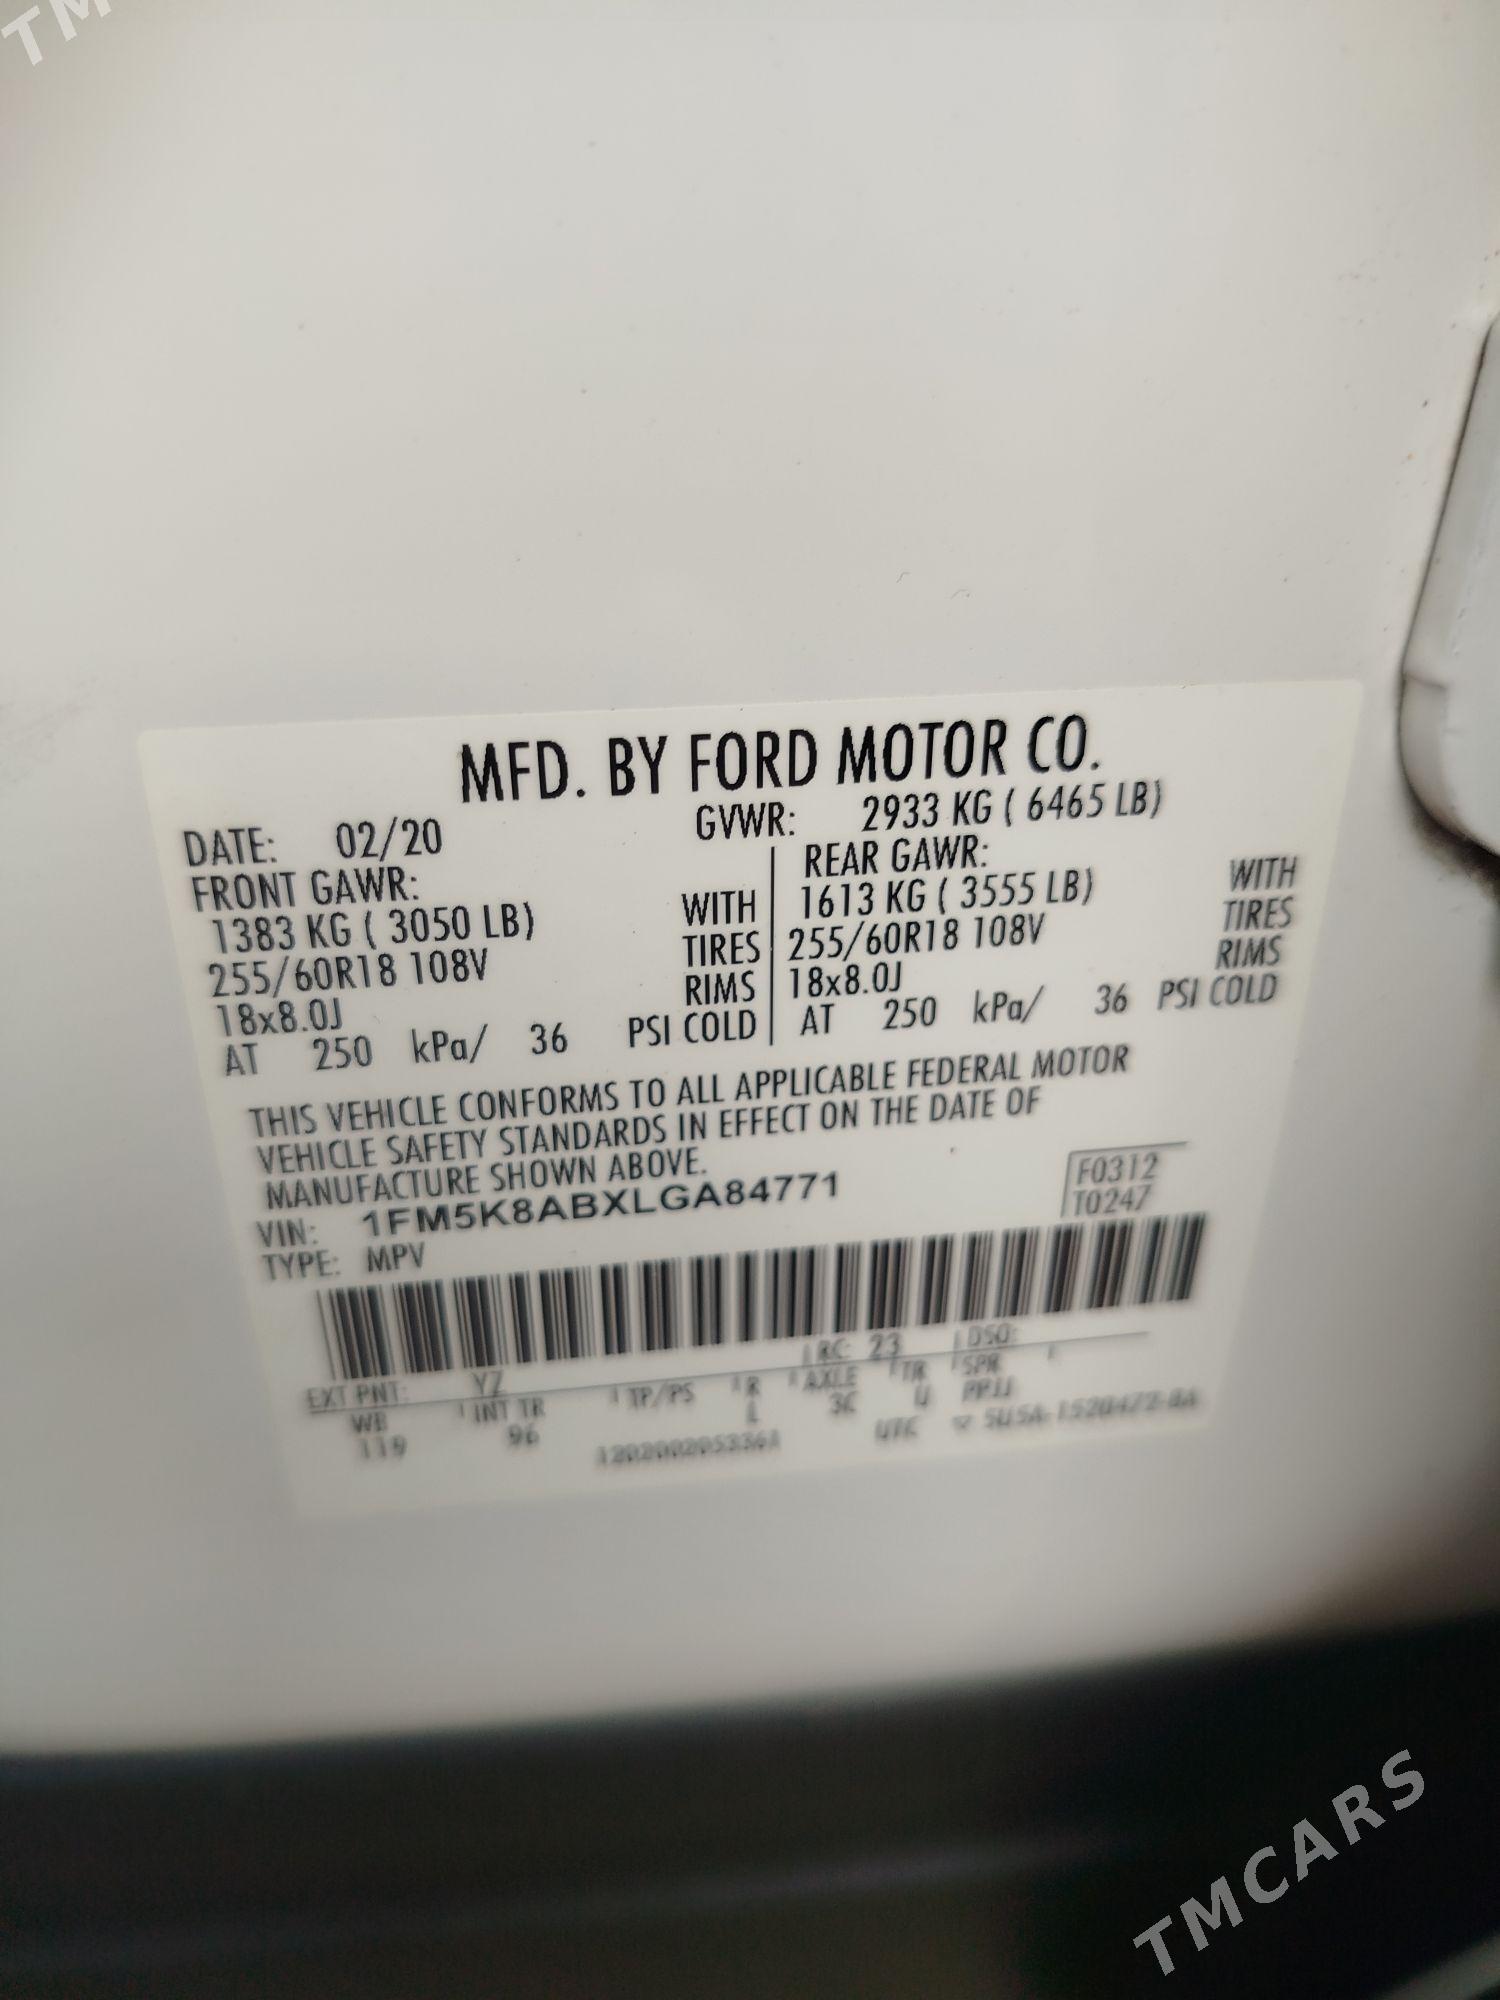 TM
MFD. BY FORD MOTOR CO.
DATE: 02/20 GVWR: 2933 KG ( 6465 LB)
FRONT GAWR: REAR GAWR:
1383 KG ( 3050 LB) WITH 1613 KG ( 3555 LB) WITH
255/60R18 108V TIRES 255/60R18 108V TIRES
18x8.0J RIMS 18x8.0J RIMS
AT 250 kPa/ 36 PSI COLD AT 250 kPa/ 36 PSI COLD
THIS VEHICLE CONFORMS TO ALL APPLICABLE FEDERAL MOTOR
VEHICLE SAFETY STANDARDS IN EFFECT ON THE DATE OF
MANUFACTURE SHOWN ABOVE.
VIN: 1FM5K8ABXLGA84771 F0312
TYPE: MPV T0247
EXT PNT: YZ RC: 23 DSO:
WB INT TR TP/PS R AXLE TR SPR
119 96 L 3C U
UTC
TMCARS